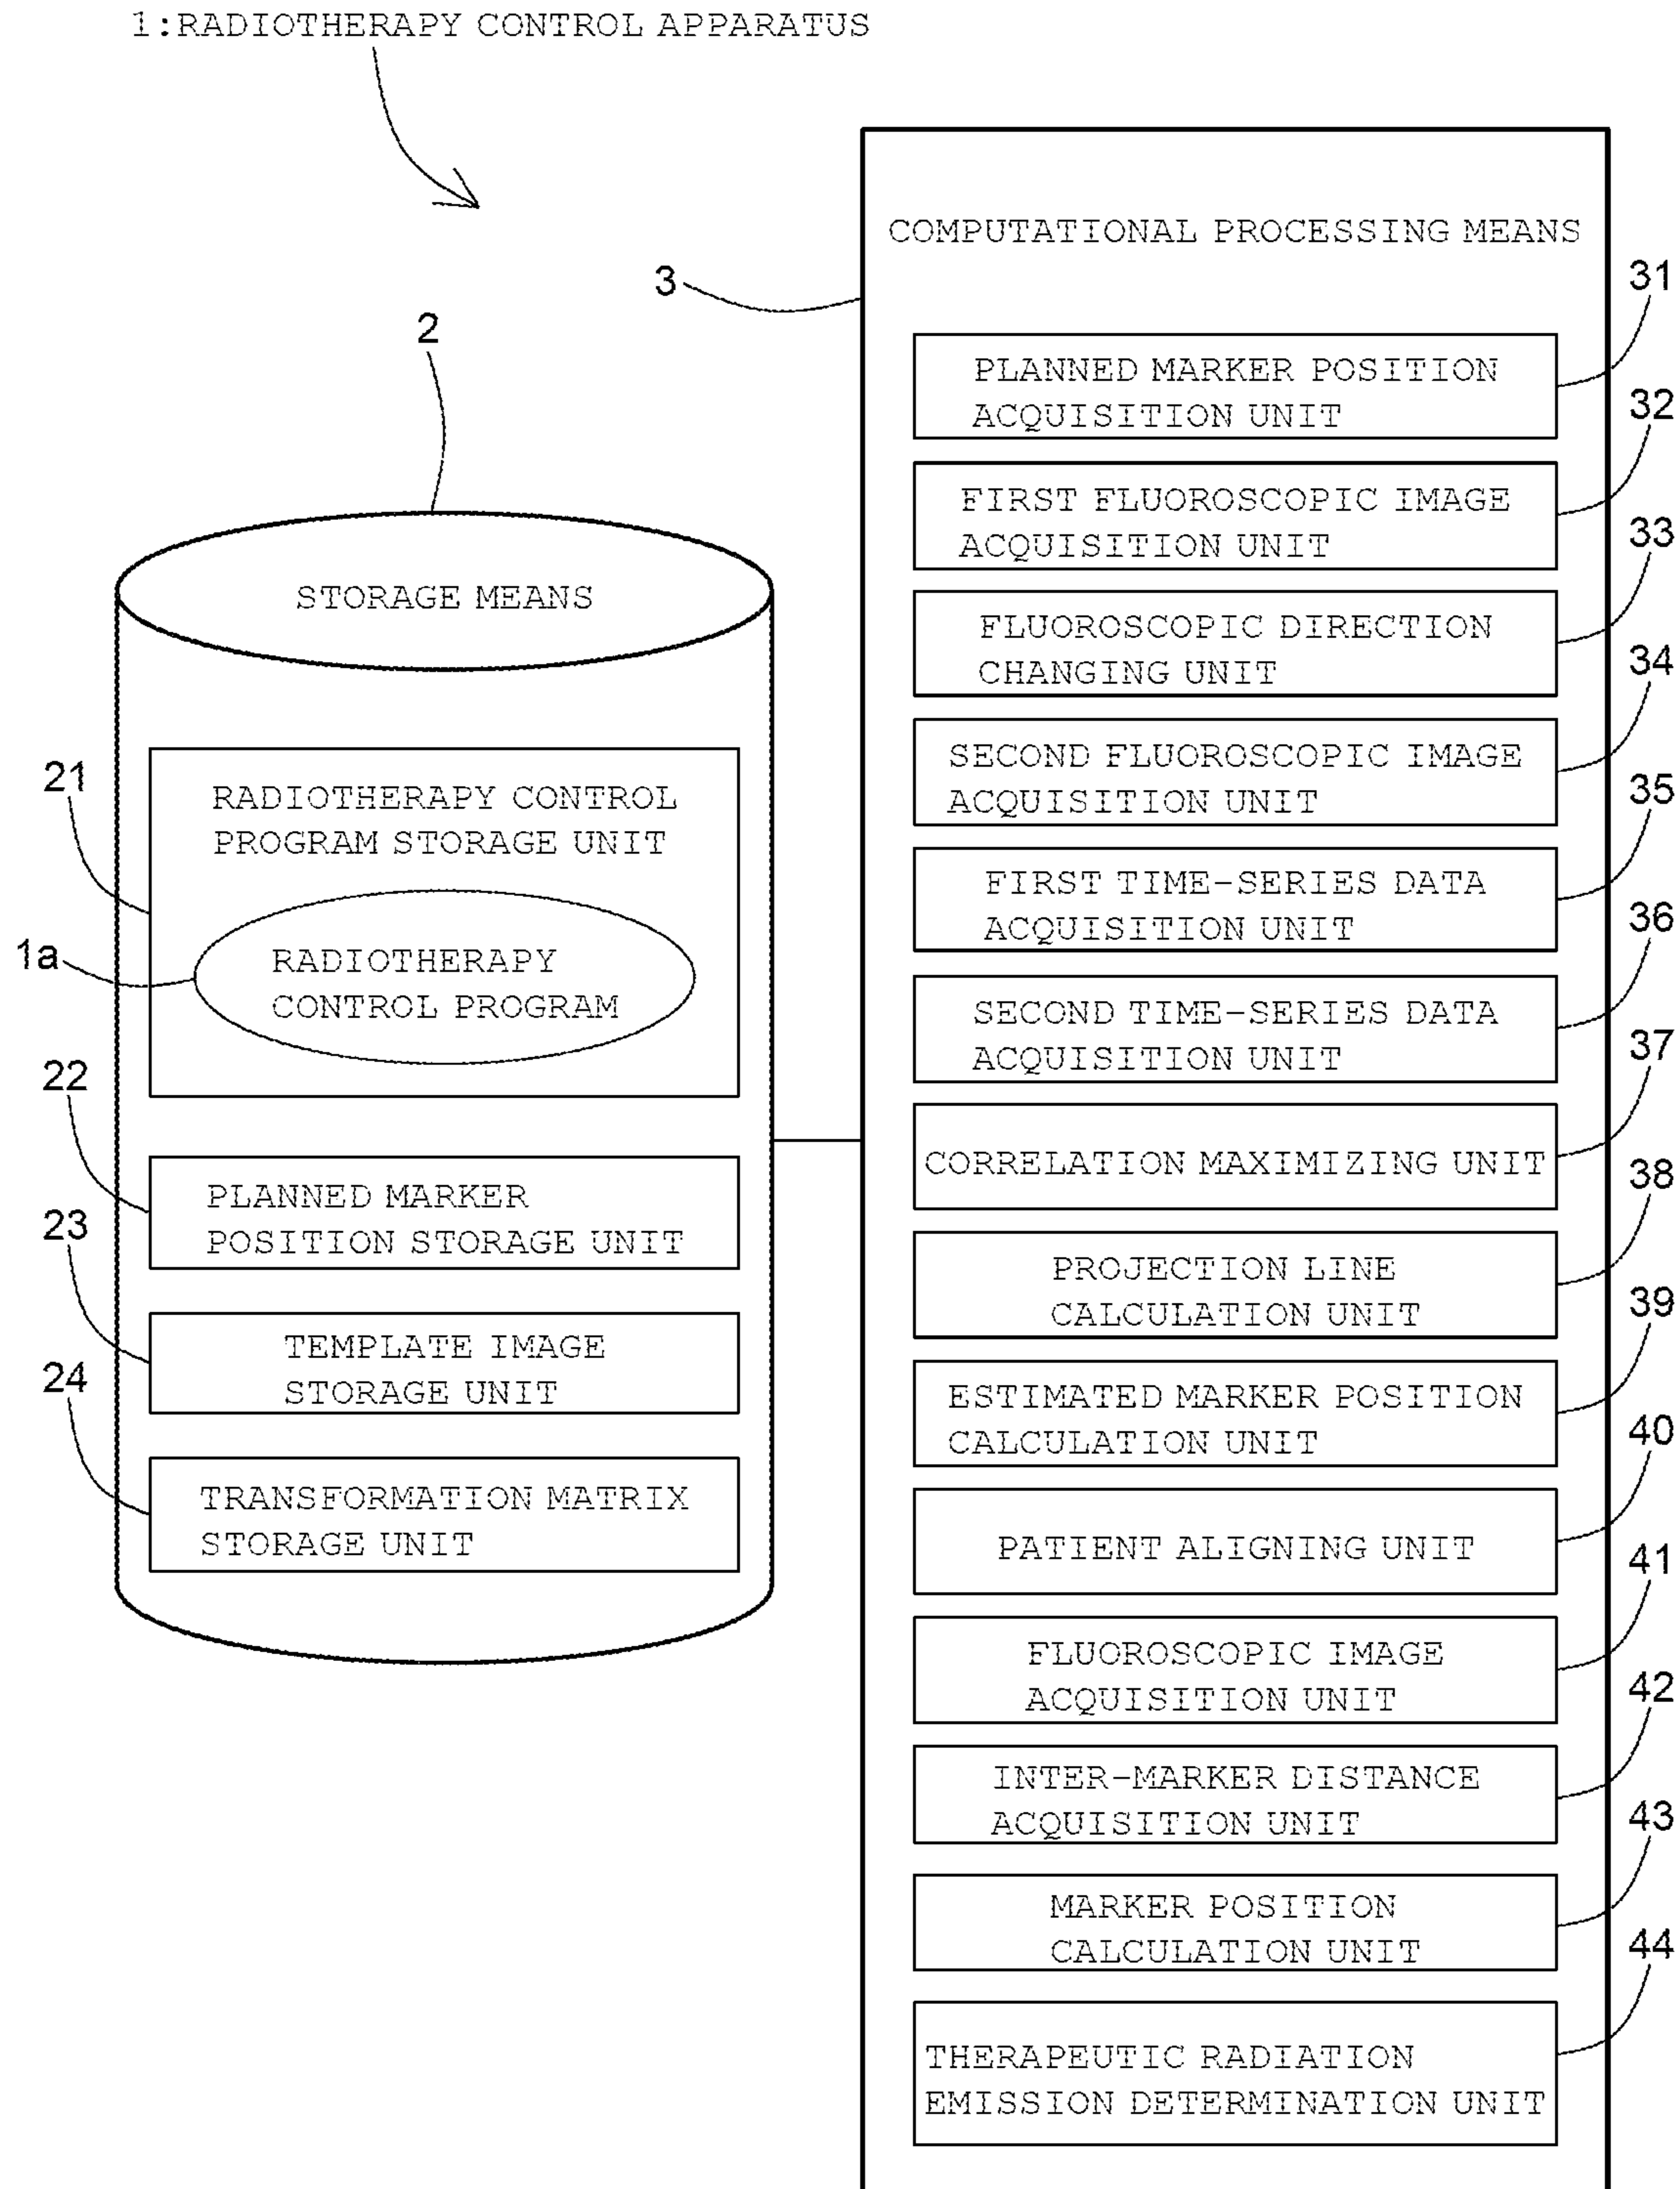 1:RADIOTHERAPY CONTROL APPARATUS
2
STORAGE MEANS
21
RADIOTHERAPY CONTROL
PROGRAM STORAGE UNIT
1a
RADIOTHERAPY
CONTROL PROGRAM
22
PLANNED MARKER
POSITION STORAGE UNIT
23
TEMPLATE IMAGE
STORAGE UNIT
24
TRANSFORMATION MATRIX
STORAGE UNIT
3
COMPUTATIONAL PROCESSING MEANS
31
PLANNED MARKER POSITION
ACQUISITION UNIT
32
FIRST FLUOROSCOPIC IMAGE
ACQUISITION UNIT
33
FLUOROSCOPIC DIRECTION
CHANGING UNIT
34
SECOND FLUOROSCOPIC IMAGE
ACQUISITION UNIT
35
FIRST TIME-SERIES DATA
ACQUISITION UNIT
36
SECOND TIME-SERIES DATA
ACQUISITION UNIT
37
CORRELATION MAXIMIZING UNIT
38
PROJECTION LINE
CALCULATION UNIT
39
ESTIMATED MARKER POSITION
CALCULATION UNIT
40
PATIENT ALIGNING UNIT
41
FLUOROSCOPIC IMAGE
ACQUISITION UNIT
42
INTER-MARKER DISTANCE
ACQUISITION UNIT
43
MARKER POSITION
CALCULATION UNIT
44
THERAPEUTIC RADIATION
EMISSION DETERMINATION UNIT